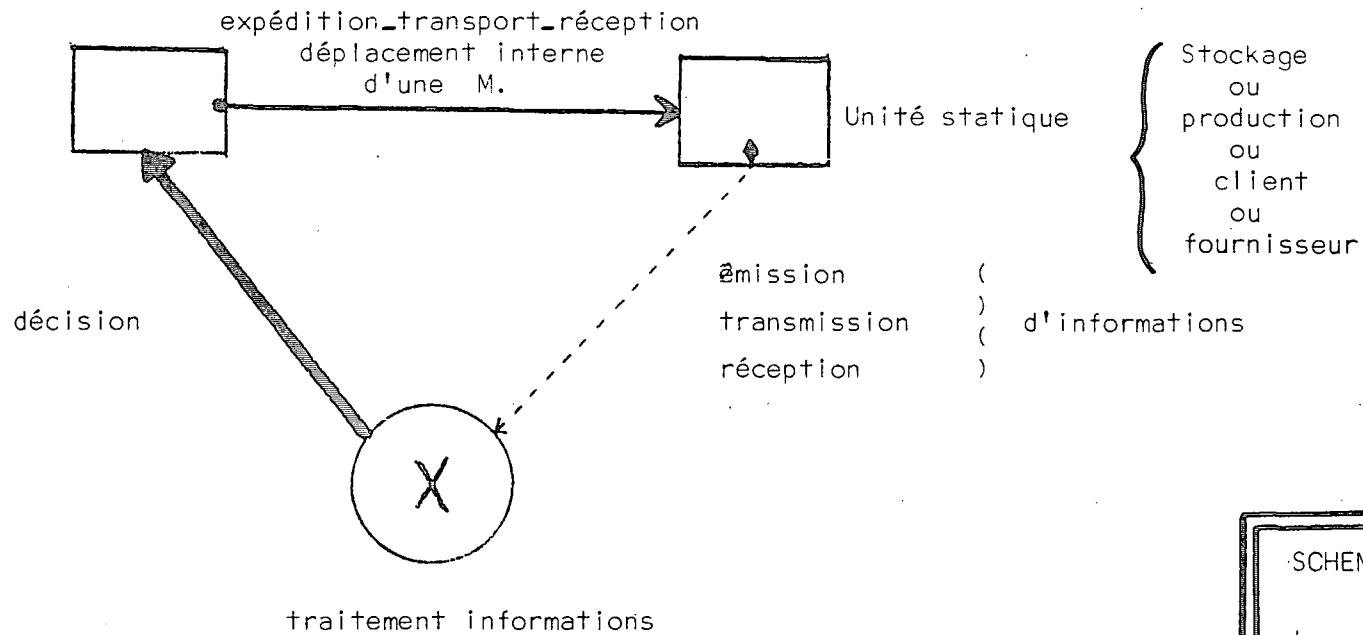 expédition_transport_réception
déplacement interne
d'une M.
Unité statique
Stockage
ou
production
ou
client
ou
fournisseur
émission
transmission
réception
d'informations
décision
X
traitement informations